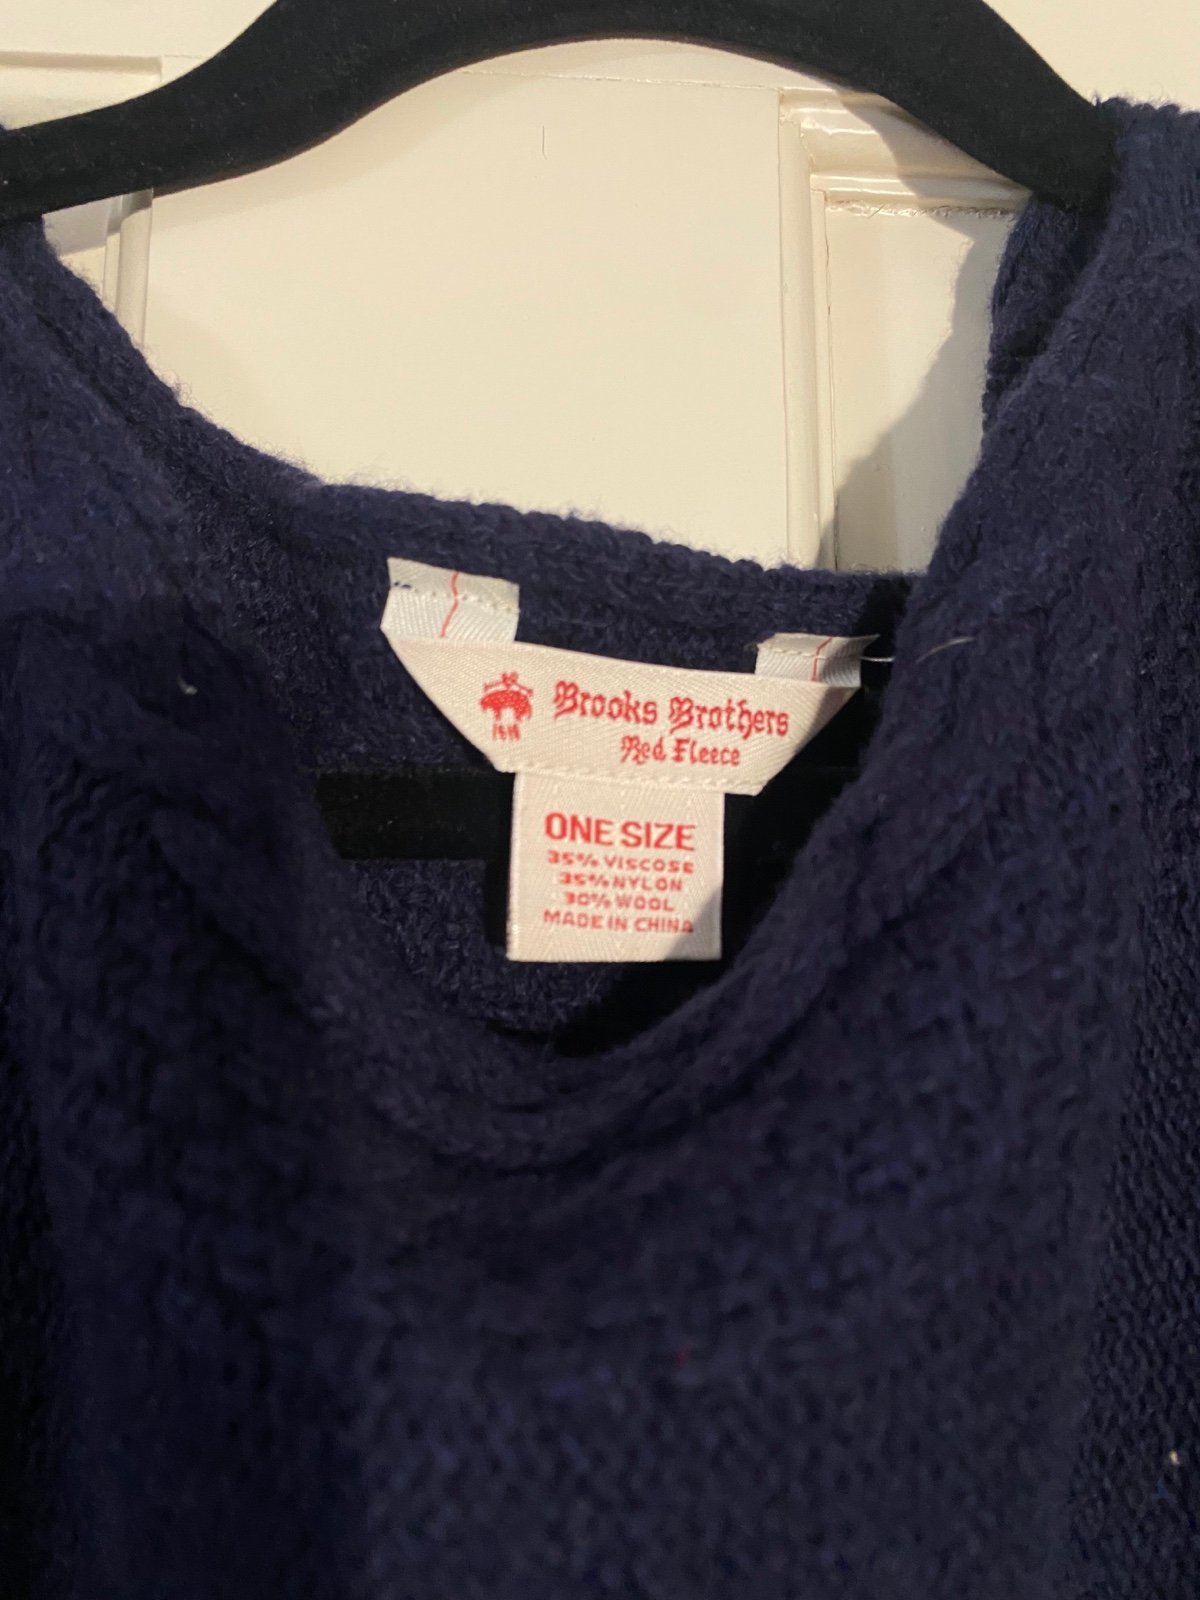 Brooks Brothers
Red Fleece
ONE SIZE
35% VISCOSE
35% NYLON
30% WOOL
MADE IN CHINA